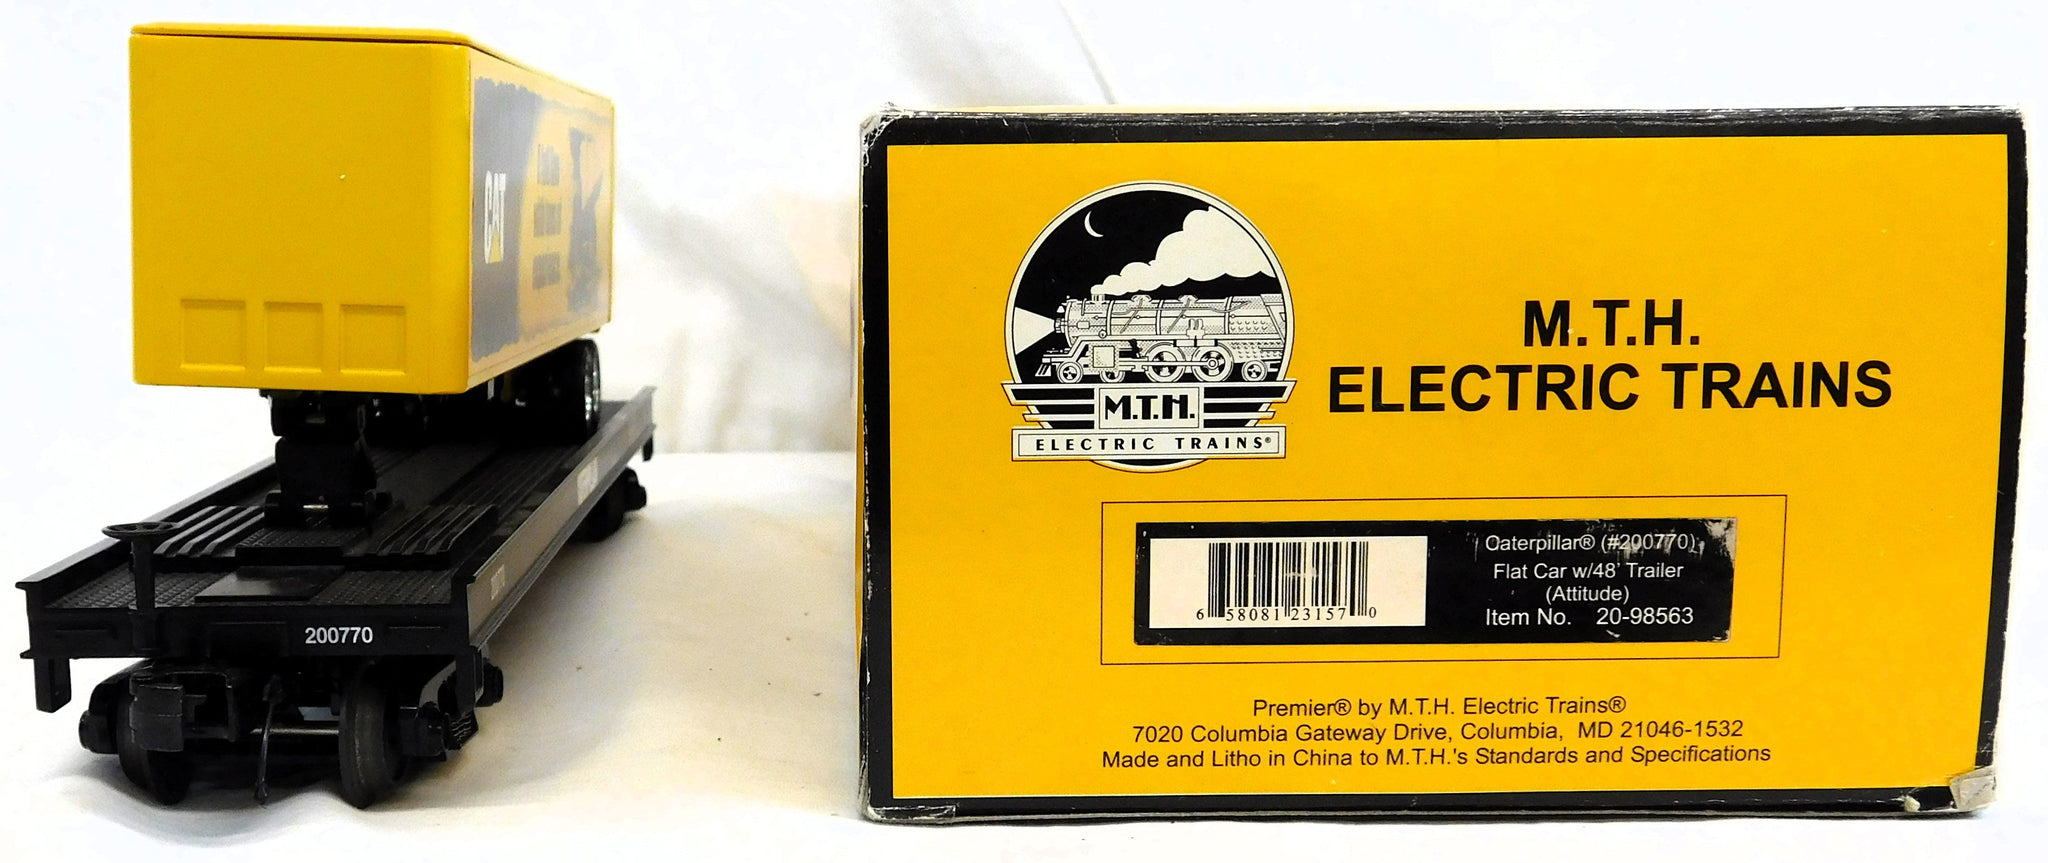 CAT
200770
M.T.H.
ELECTRIC TRAINS®
M.T.H.
ELECTRIC TRAINS
6 58081 23157 0
Caterpillar® (#200770)
Flat Car w/48' Trailer
(Attitude)
Item No. 20-98563
Premier® by M.T.H. Electric Trains®
7020 Columbia Gateway Drive, Columbia, MD 21046-1532
Made and Litho in China to M.T.H.'s Standards and Specifications